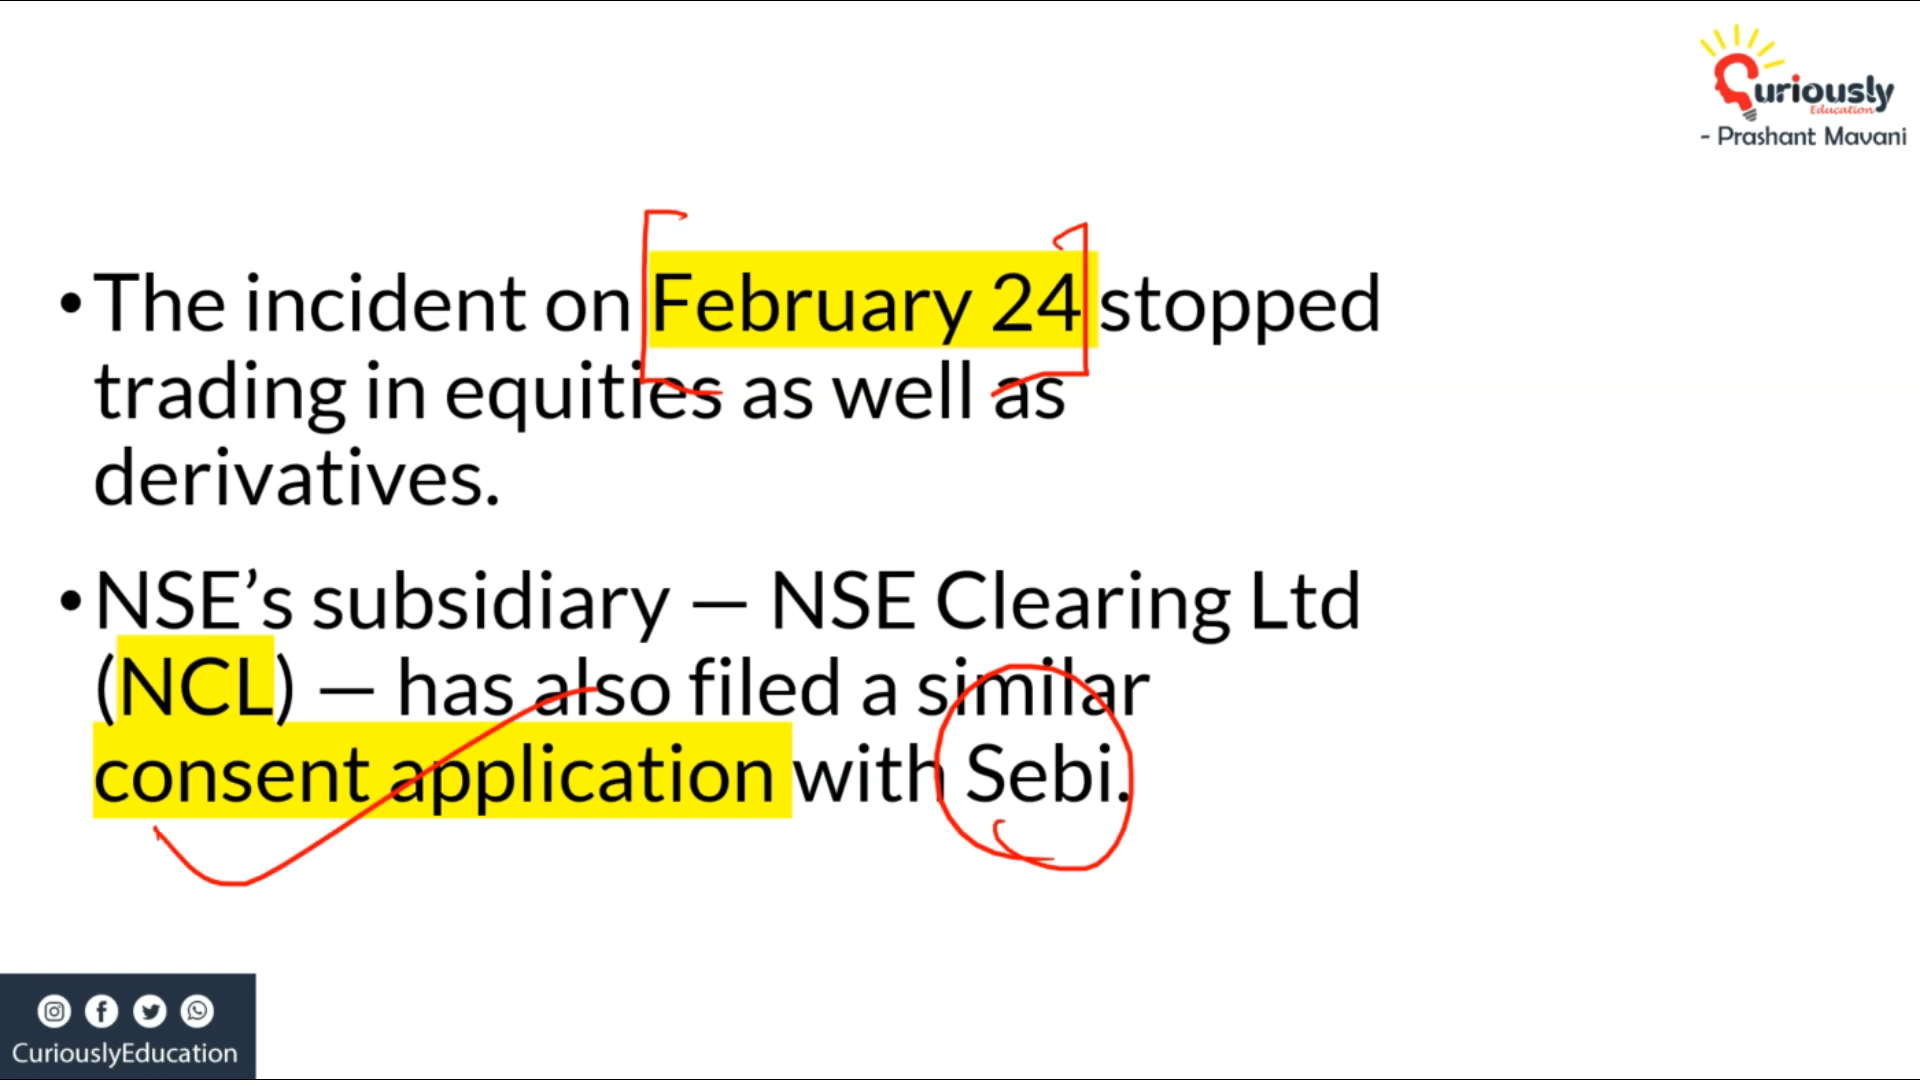 Curiously
Education
- Prashant Mavani
• The incident on February 24 stopped
trading in equities as well as
derivatives.
• NSE’s subsidiary — NSE Clearing Ltd
(NCL) — has also filed a similar
consent application with Sebi.
CuriouslyEducation